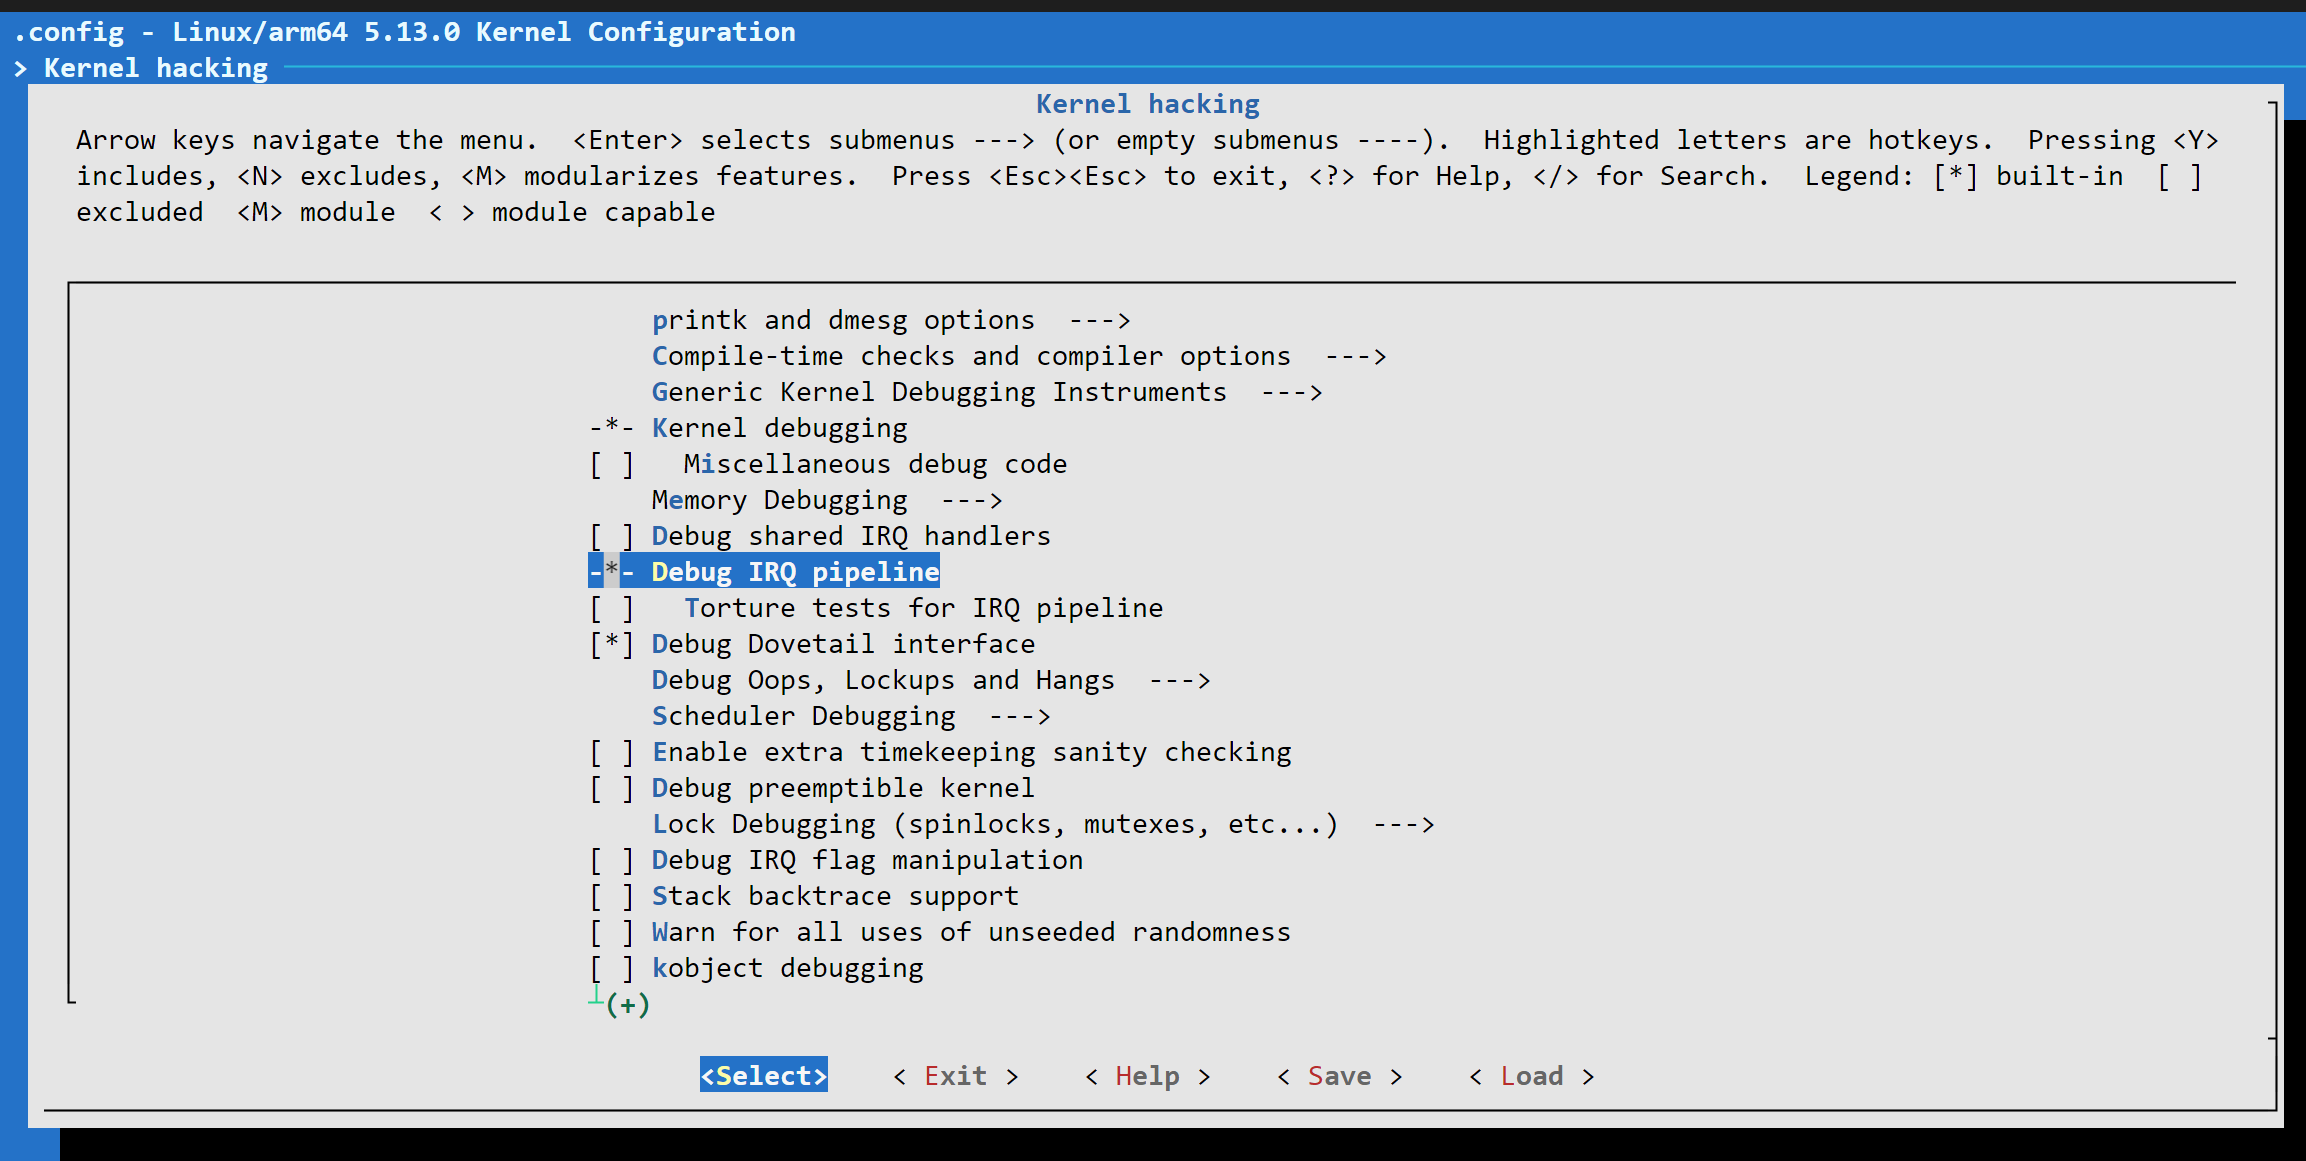 .config - Linux/arm64 5.13.0 Kernel Configuration
> Kernel hacking
Kernel hacking
Arrow keys navigate the menu.  <Enter> selects submenus ---> (or empty submenus ----).  Highlighted letters are hotkeys.  Pressing <Y>
includes, <N> excludes, <M> modularizes features.  Press <Esc><Esc> to exit, <?> for Help, </> for Search.  Legend: [*] built-in  [ ]
excluded  <M> module  < > module capable
printk and dmesg options  --->
Compile-time checks and compiler options  --->
Generic Kernel Debugging Instruments  --->
-*- Kernel debugging
[ ]   Miscellaneous debug code
Memory Debugging  --->
[ ] Debug shared IRQ handlers
-*- Debug IRQ pipeline
[ ]   Torture tests for IRQ pipeline
[*] Debug Dovetail interface
Debug Oops, Lockups and Hangs  --->
Scheduler Debugging  --->
[ ] Enable extra timekeeping sanity checking
[ ] Debug preemptible kernel
Lock Debugging (spinlocks, mutexes, etc...)  --->
[ ] Debug IRQ flag manipulation
[ ] Stack backtrace support
[ ] Warn for all uses of unseeded randomness
[ ] kobject debugging
┴(+)
<Select>    < Exit >    < Help >    < Save >    < Load >